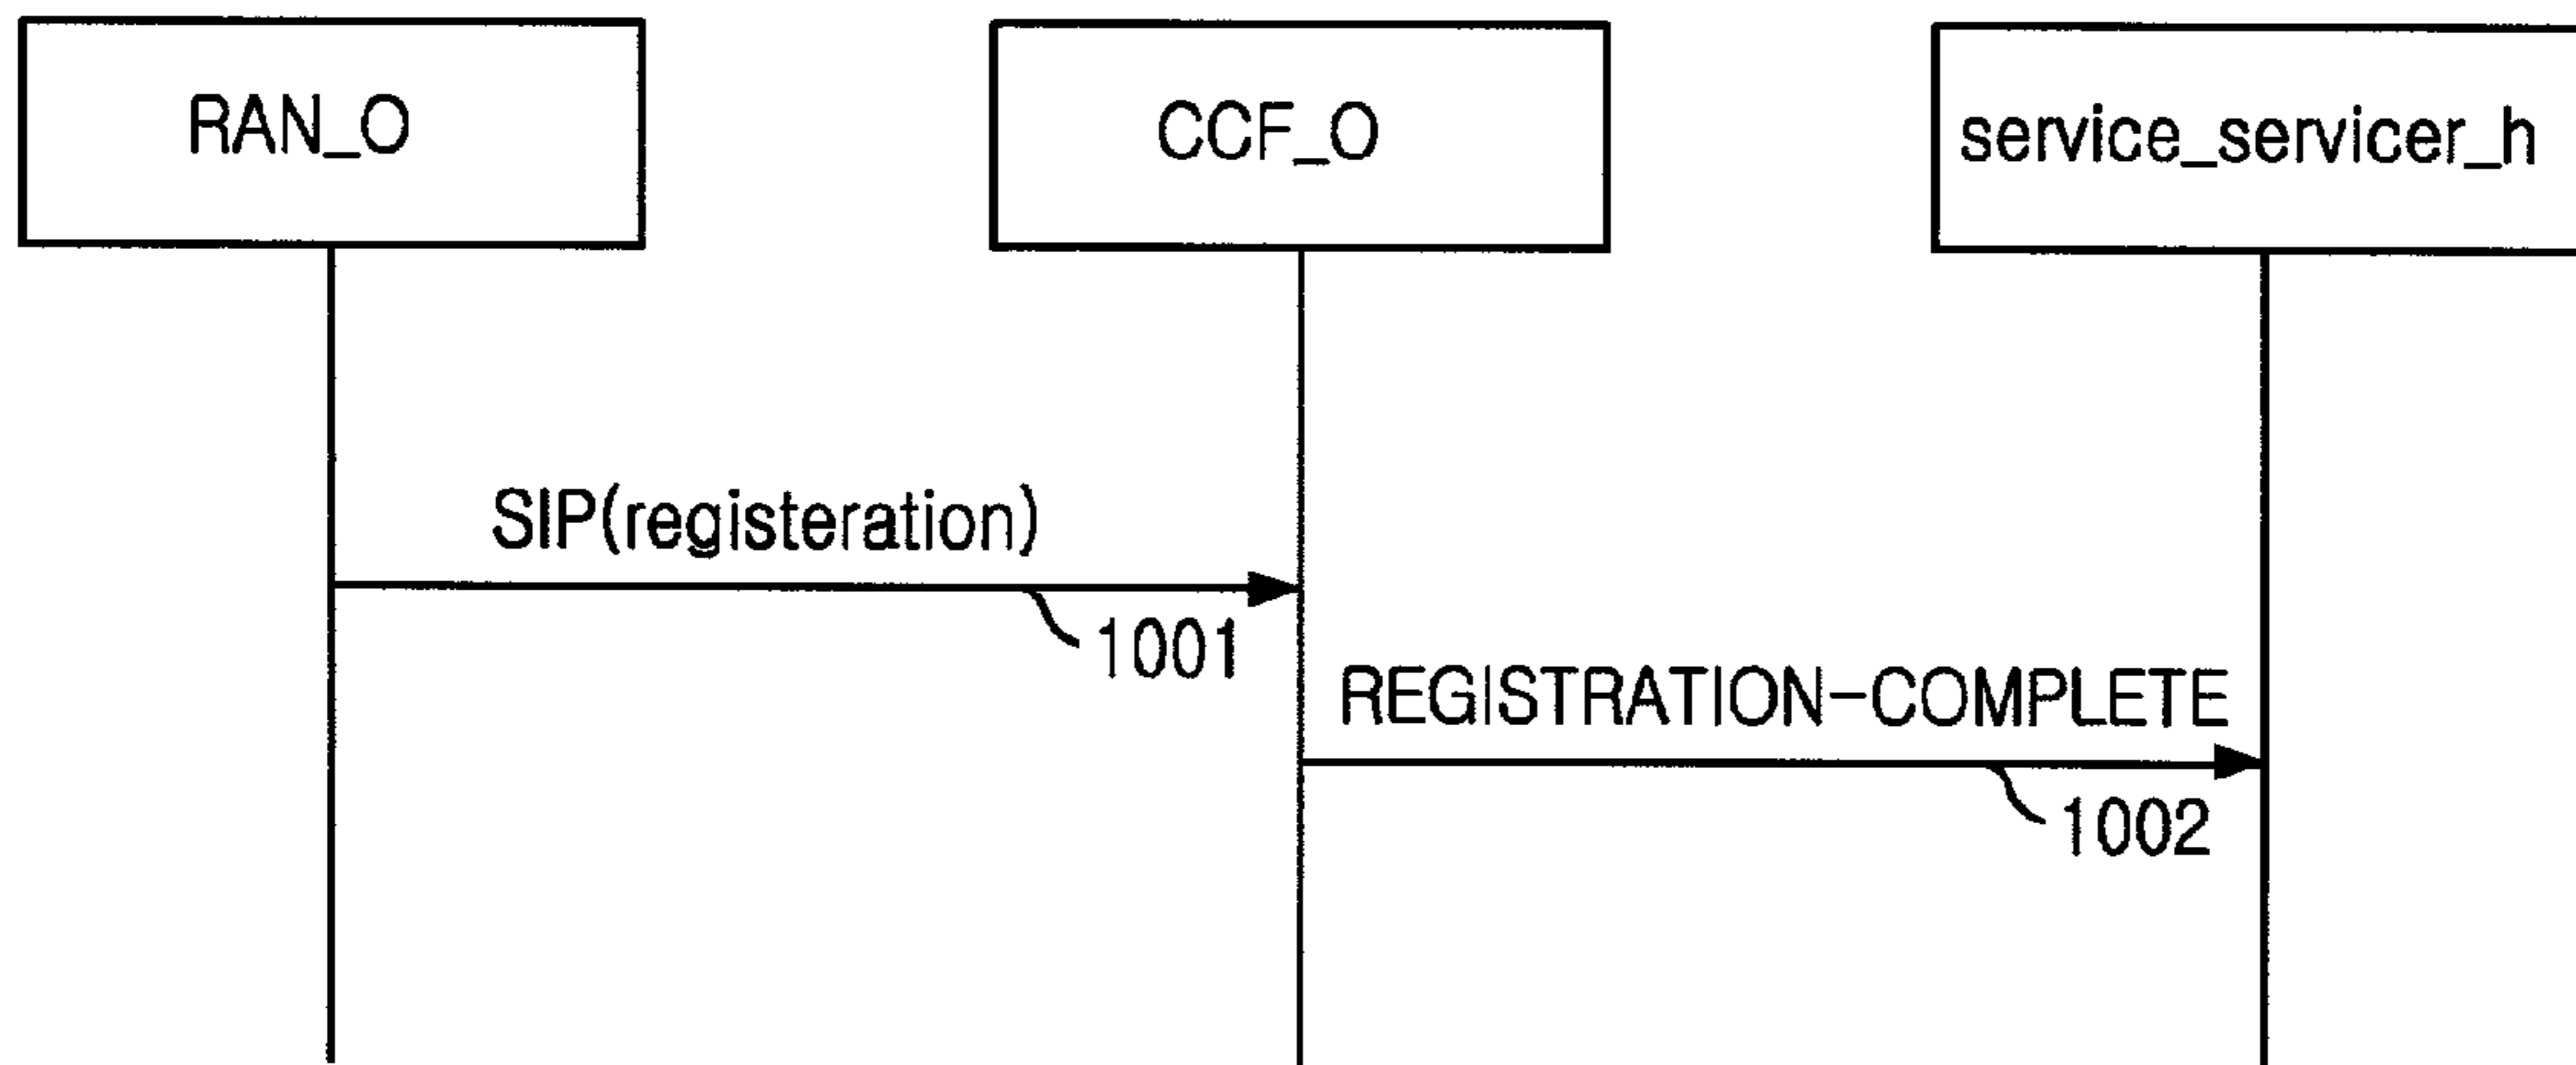 RAN_O
CCF_O
service_servicer_h
SIP(registeration)
1001
REGISTRATION-COMPLETE
1002